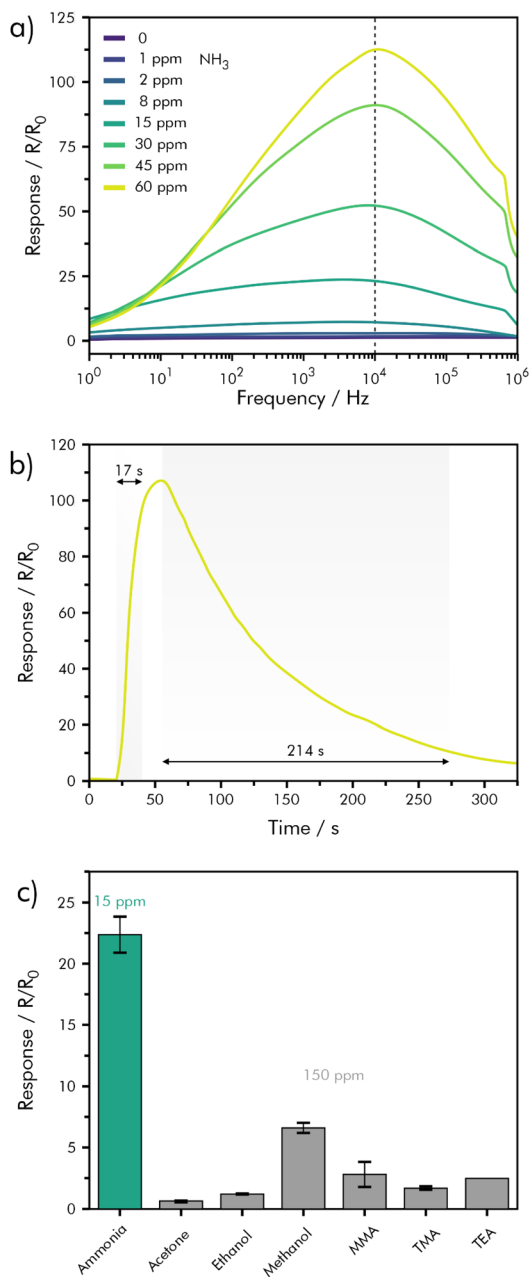 a)
125
100
75
50
25
0
Response / R/R0
0
1 ppm NH3
2 ppm
8 ppm
15 ppm
30 ppm
45 ppm
60 ppm
10^0 10^1 10^2 10^3 10^4 10^5 10^6
Frequency / Hz
b)
120
100
80
60
40
20
0
Response / R/R0
17 s
214 s
0 50 100 150 200 250 300
Time / s
c)
25
20
15
10
5
0
Response / R/R0
15 ppm
150 ppm
Ammonia Acetone Ethanol Methanol MMA TMA TEA